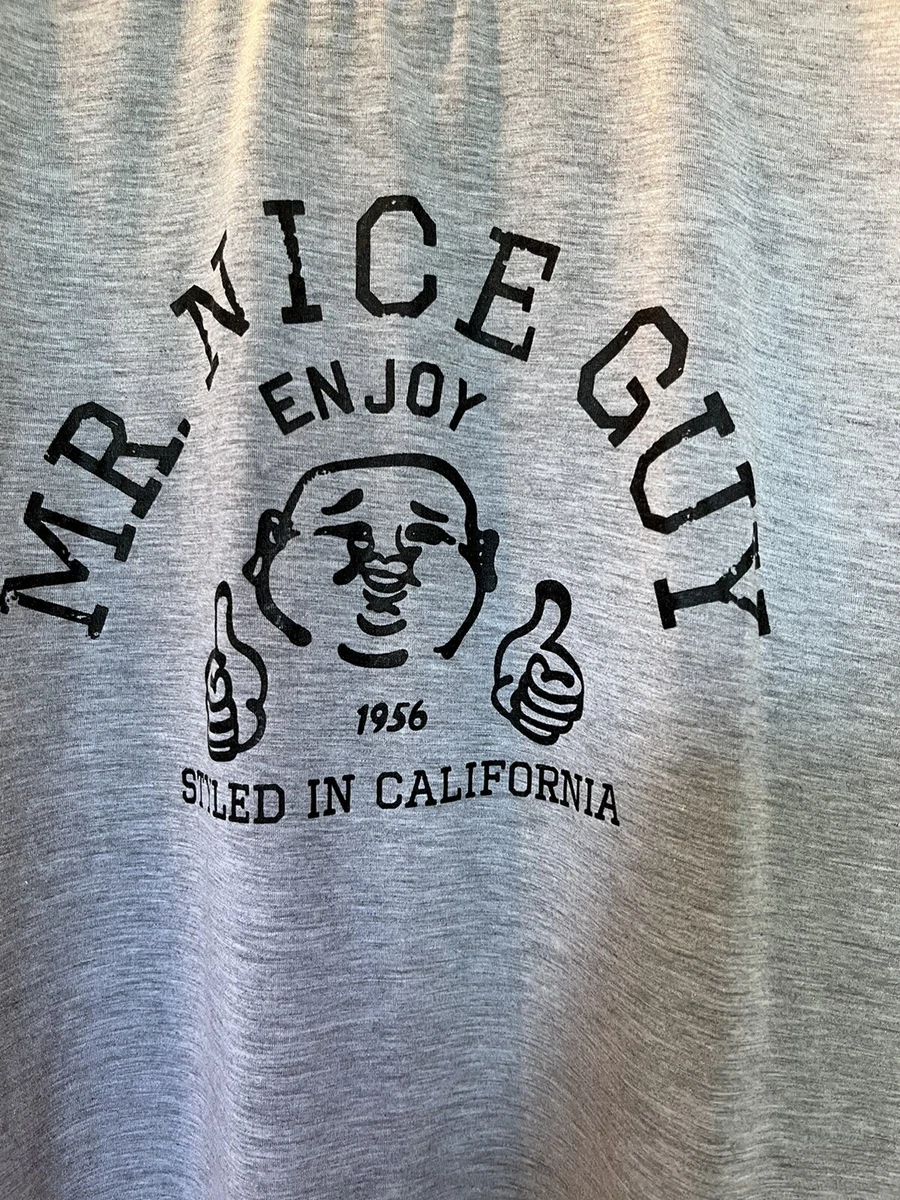 MR. NICE GUY
ENJOY
1956
STYLED IN CALIFORNIA